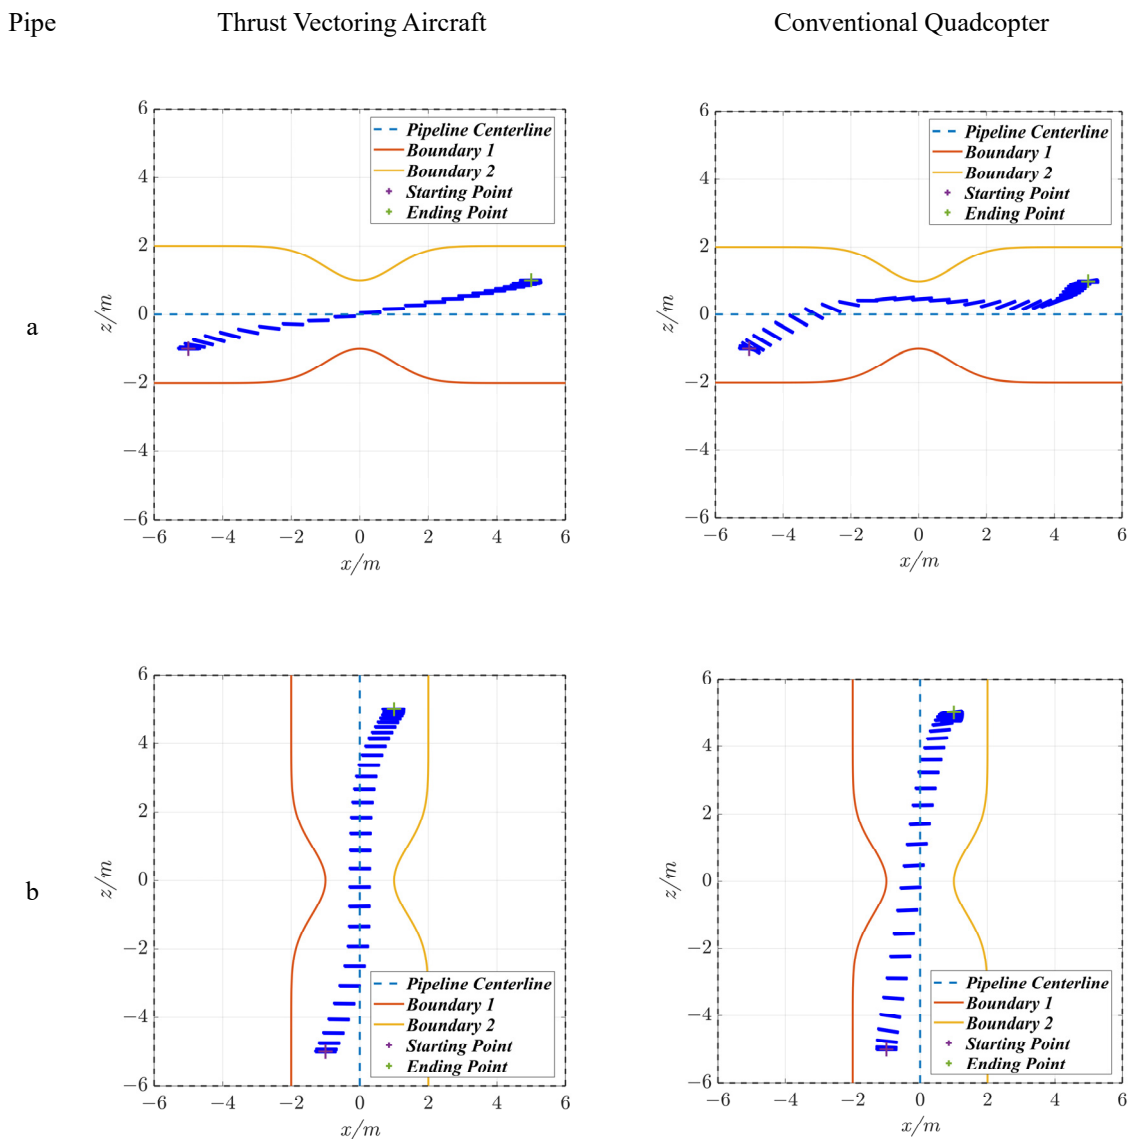 Pipe Thrust Vectoring Aircraft Conventional Quadcopter
a
6
4
2
0
−2
−4
−6
z/m
−6 −4 −2 0 2 4 6
x/m
Pipeline Centerline
Boundary 1
Boundary 2
Starting Point
Ending Point
6
4
2
0
−2
−4
−6
z/m
−6 −4 −2 0 2 4 6
x/m
Pipeline Centerline
Boundary 1
Boundary 2
Starting Point
Ending Point
b
6
4
2
0
−2
−4
−6
z/m
−6 −4 −2 0 2 4 6
x/m
Pipeline Centerline
Boundary 1
Boundary 2
Starting Point
Ending Point
6
4
2
0
−2
−4
−6
z/m
−6 −4 −2 0 2 4 6
x/m
Pipeline Centerline
Boundary 1
Boundary 2
Starting Point
Ending Point